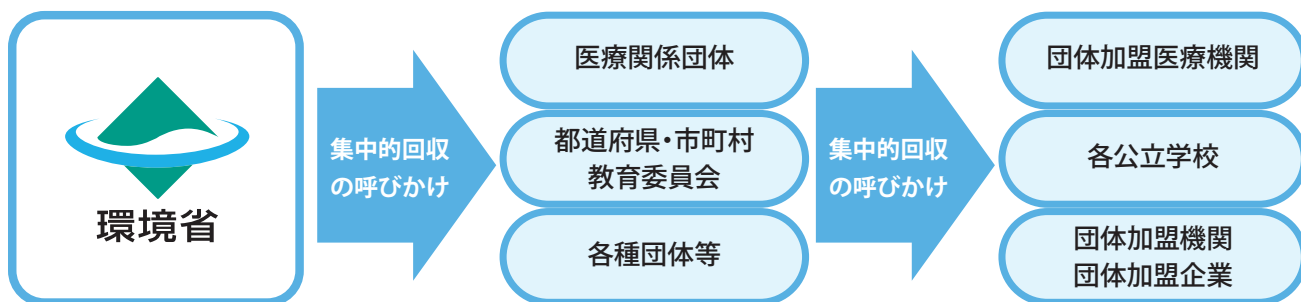 環境省
集中的回収
の呼びかけ
医療関係団体
都道府県・市町村
教育委員会
各種団体等
集中的回収
の呼びかけ
団体加盟医療機関
各公立学校
団体加盟機関
団体加盟企業